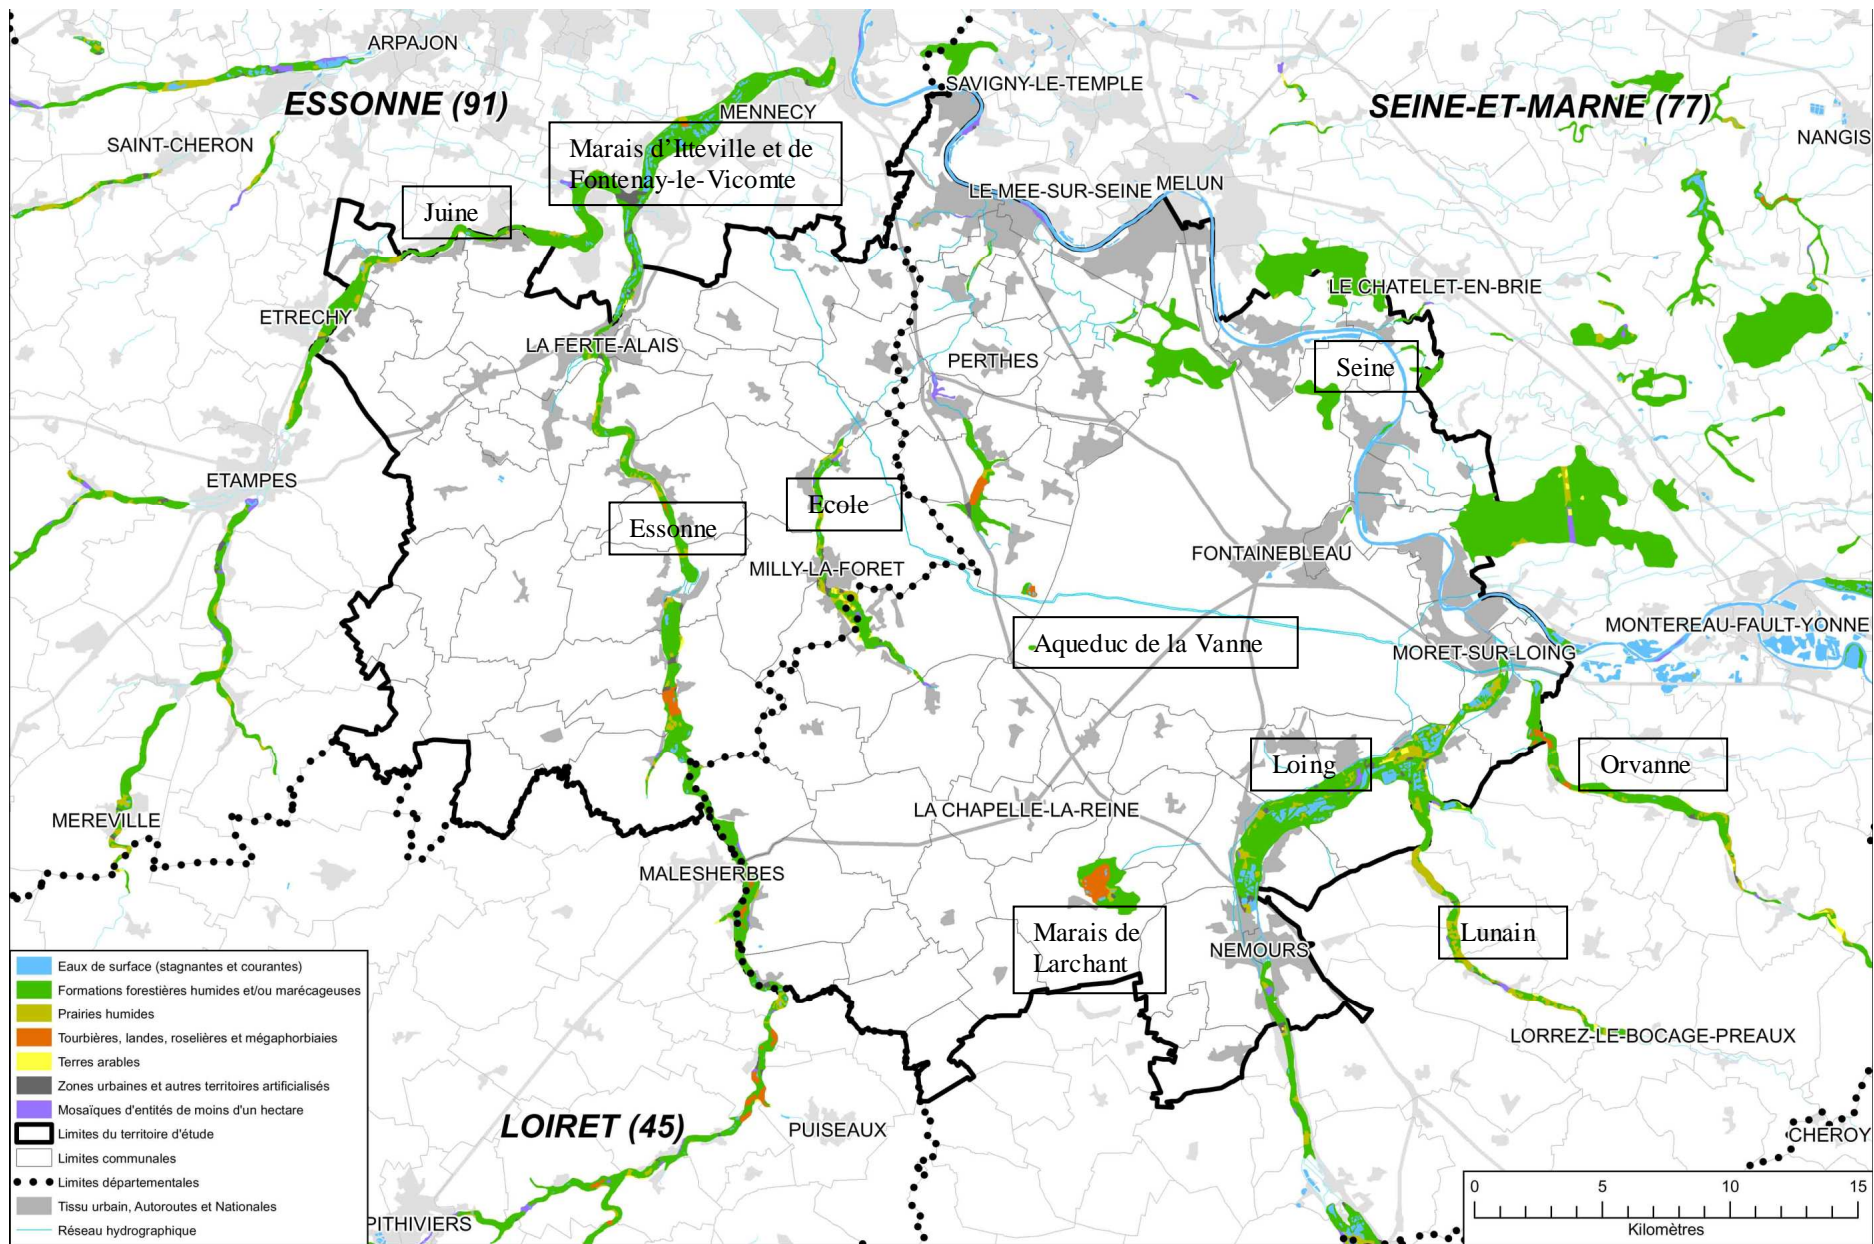 ARPAJON
ESSONNE (91)
SAVIGNY-LE-TEMPLE
SEINE-ET-MARNE (77)
MENNECY
NANGIS
SAINT-CHERON
Marais d'Itteville et de
Fontenay-le-Vicomte
LE MEE-SUR-SEINE
MELUN
Juine
LE CHATELET-EN-BRIE
ETRECHY
LA FERTE-ALAIS
PERTHES
Seine
ETAMPES
Essonne
Ecole
FONTAINEBLEAU
MILLY-LA-FORET
Aqueduc de la Vanne
MONTEREAU-FAULT-YONNE
MORET-SUR-LOING
Loing
Orvanne
MEREVILLE
LA CHAPELLE-LA-REINE
MALESHERBES
Marais de
Larchant
NEMOURS
Lunain
LORREZ-LE-BOCAGE-PREAUX
LOIRET (45)
PUISEAUX
CHEROY
PITHIVIERS
Eaux de surface (stagnantes et courantes)
Formations forestières humides et/ou marécageuses
Prairies humides
Tourbières, landes, roselières et mégaphorbiaies
Terres arables
Zones urbaines et autres territoires artificialisés
Mosaïques d'entités de moins d'un hectare
Limites du territoire d'étude
Limites communales
Limites départementales
Tissu urbain, Autoroutes et Nationales
Réseau hydrographique
0 5 10 15
Kilomètres